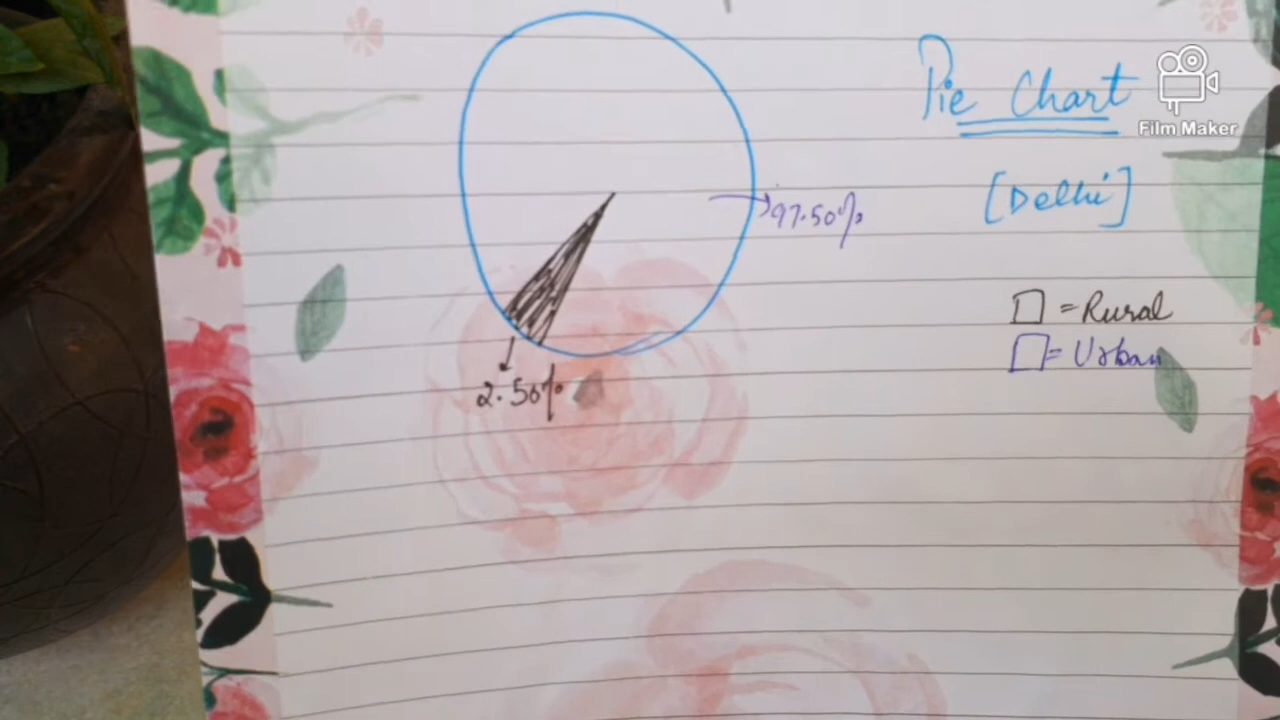 Pie Chart
Film Maker
[Delhi]
97.50%
= Rural
= Urban
2.50%